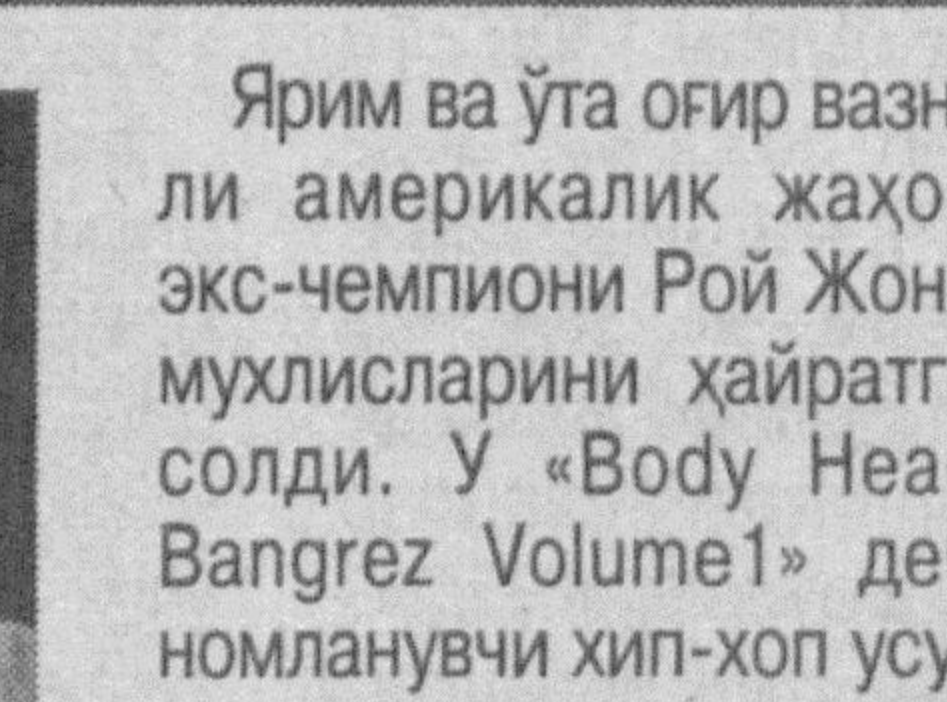 Ярим ва ўта оғир вазн
ли америкалик жаҳо
экс-чемпиони Рой Жон
мухлисларини ҳайратг
солди. У «Body Hea
Bangrez Volume1» де
номланувчи хип-хоп усу